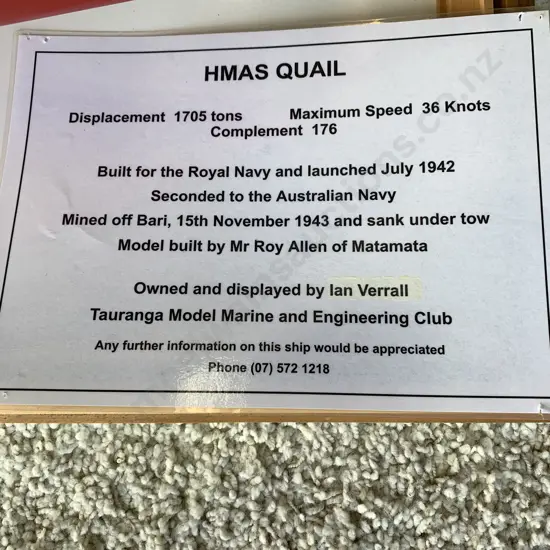 HMAS QUAIL
Displacement 1705 tons Maximum Speed 36 Knots
Complement 176
Built for the Royal Navy and launched July 1942
Seconded to the Australian Navy
Mined off Bari, 15th November 1943 and sank under tow
Model built by Mr Roy Allen of Matamata
Owned and displayed by Ian Verrall
Tauranga Model Marine and Engineering Club
Any further information on this ship would be appreciated
Phone (07) 572 1218